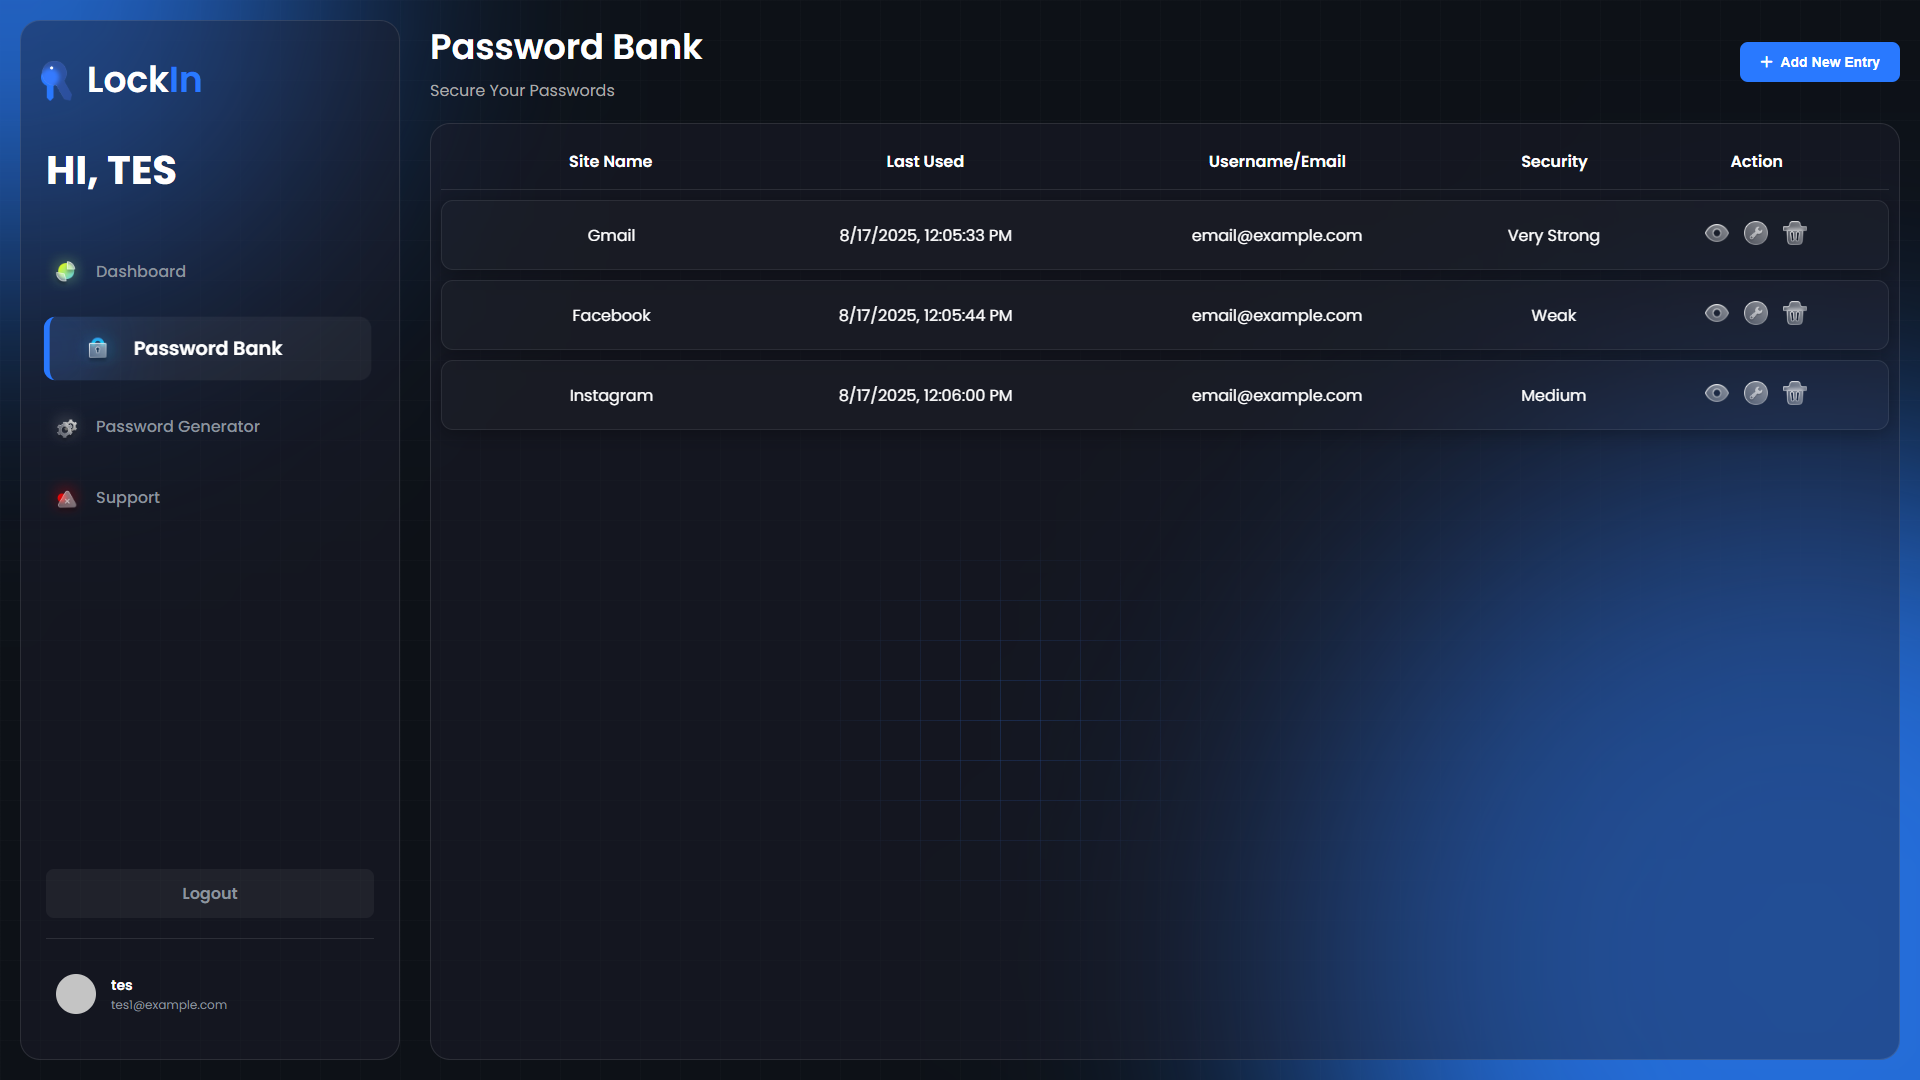 LockIn
HI, TES
Dashboard
Password Bank
Password Generator
Support
Logout
tes
tes1@example.com
Password Bank
Secure Your Passwords
+ Add New Entry
Site Name Last Used Username/Email Security Action
Gmail 8/17/2025, 12:05:33 PM email@example.com Very Strong
Facebook 8/17/2025, 12:05:44 PM email@example.com Weak
Instagram 8/17/2025, 12:06:00 PM email@example.com Medium